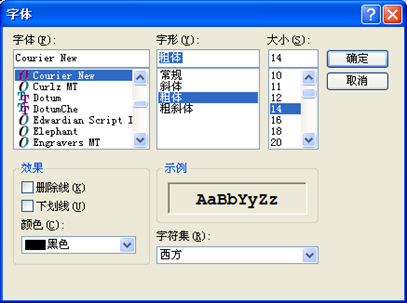 字体
字体(F):
字形(Y):
大小(S):
Courier New
粗体
14
确定
取消
Courier New
Curlz MT
Dotum
DotumChe
Edwardian Script I
Elephant
Engravers MT
常规
斜体
粗体
粗斜体
10
11
12
14
16
18
20
效果
删除线(K)
下划线(U)
颜色(C):
黑色
示例
AaBbYyZz
字符集(R):
西方